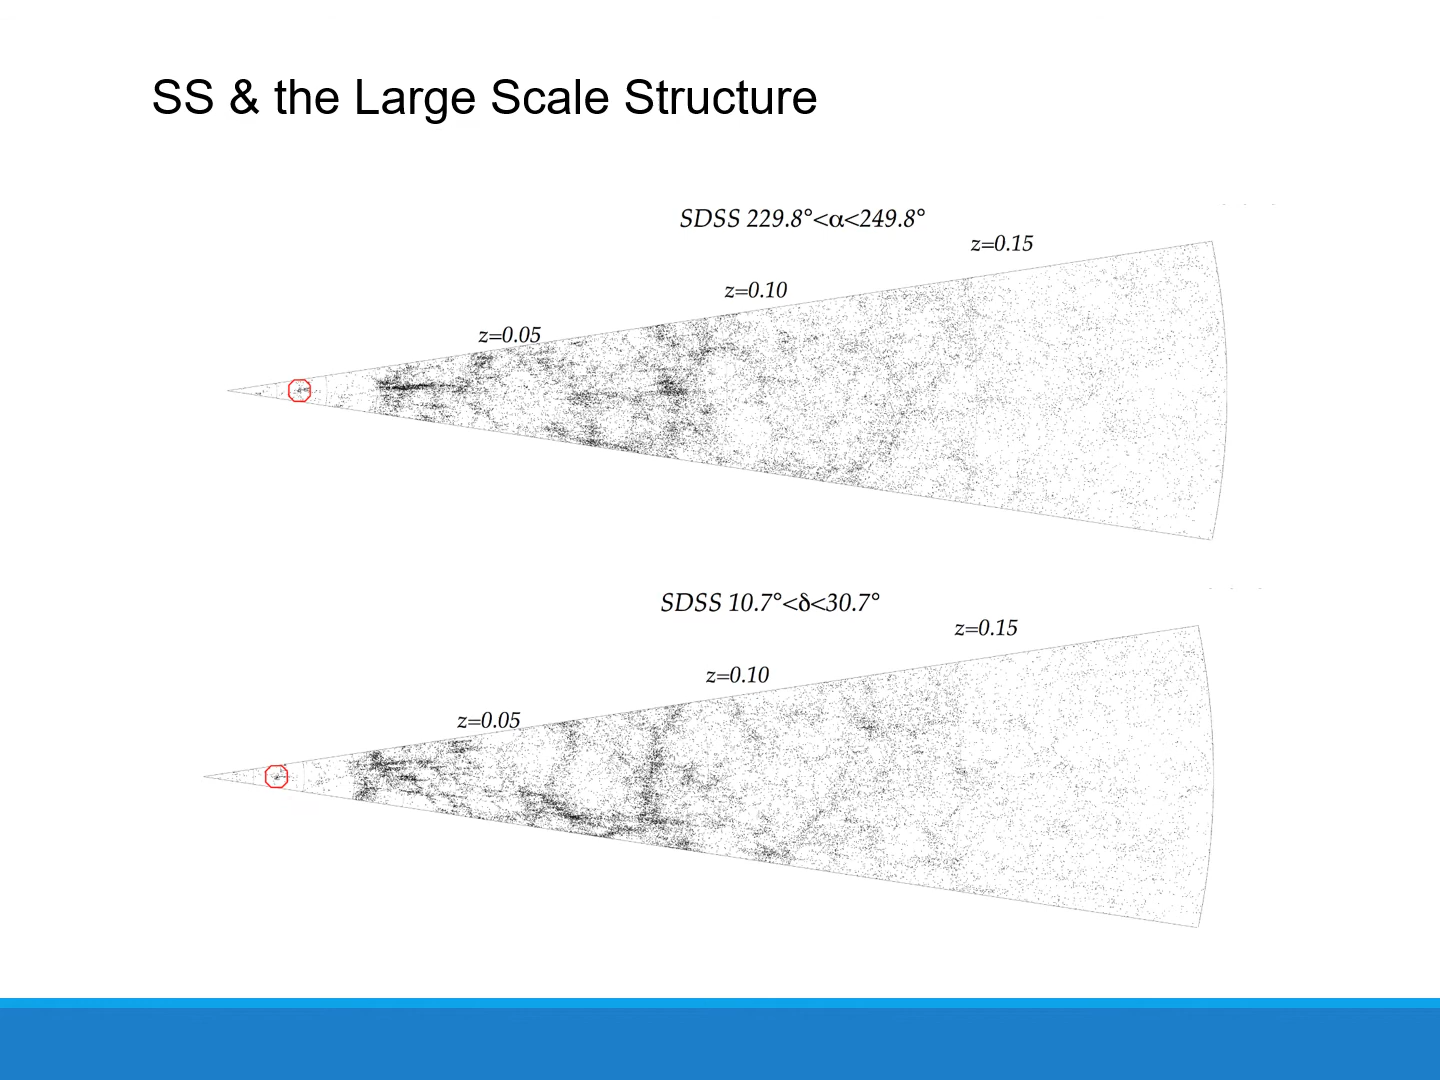 SS & the Large Scale Structure
SDSS 229.8°<α<249.8°
z=0.15
z=0.10
z=0.05
SDSS 10.7°<δ<30.7°
z=0.15
z=0.10
z=0.05